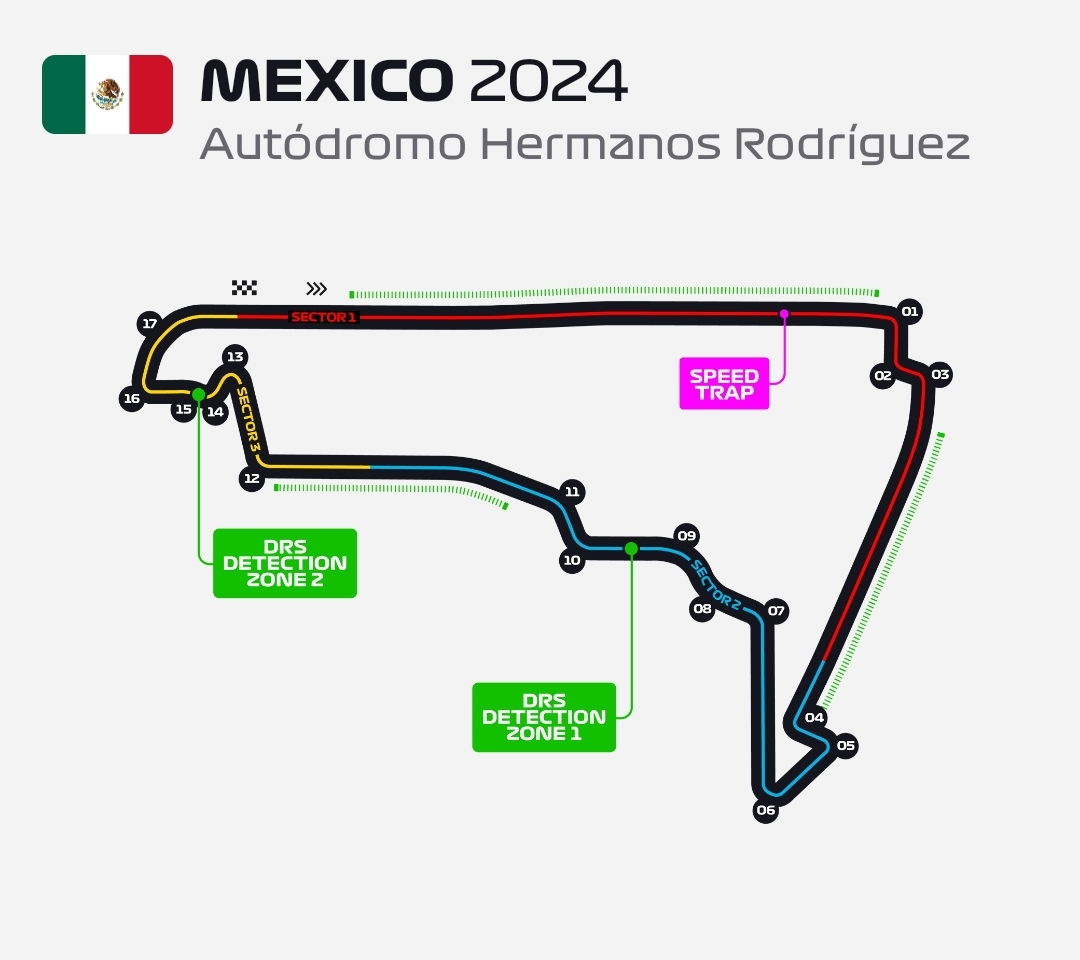 MEXICO 2024
Autódromo Hermanos Rodríguez
SECTOR 1
01
17
13
02
03
SPEED
TRAP
16
15
14
SECTOR 3
12
11
DRS
DETECTION
ZONE 2
09
10
SECTOR 2
08
07
DRS
DETECTION
ZONE 1
04
05
06